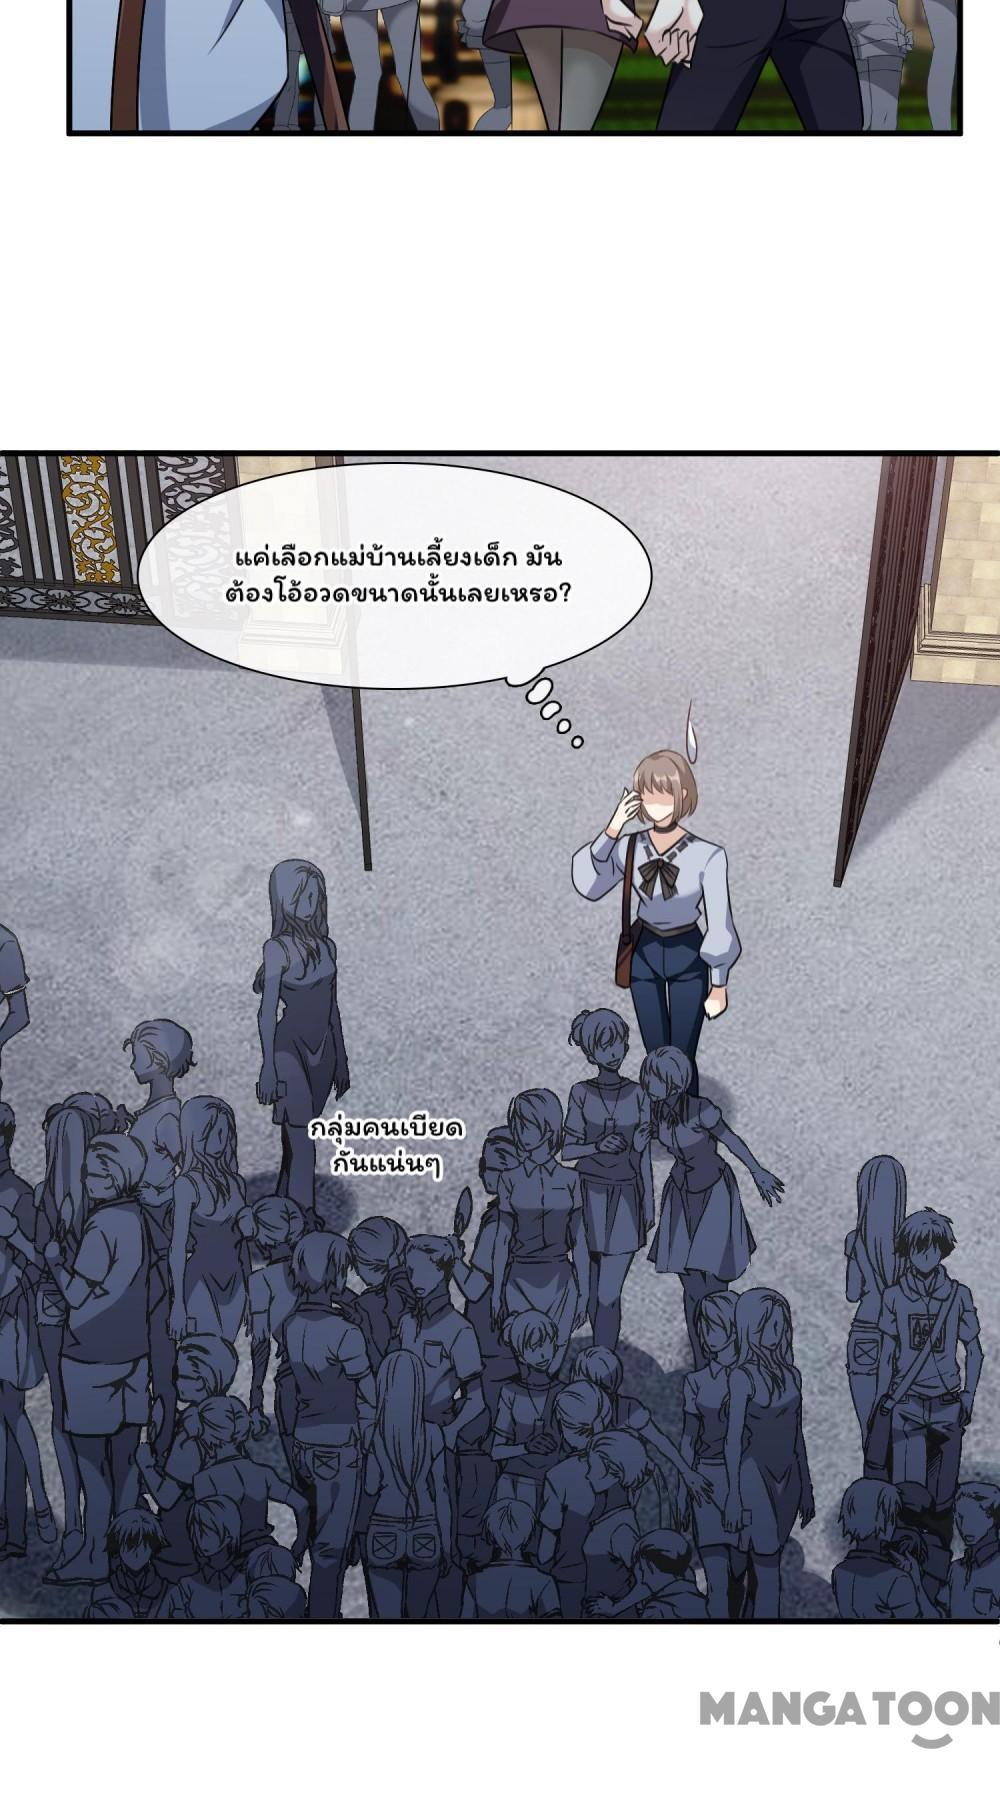 แค่เลือกแม่บ้านเลี้ยงเด็ก มัน
ต้องโอ้อวดขนาดนั้นเลยเหรอ?
กลุ่มคนเบียด
กันแน่นๆ
MANGATOON